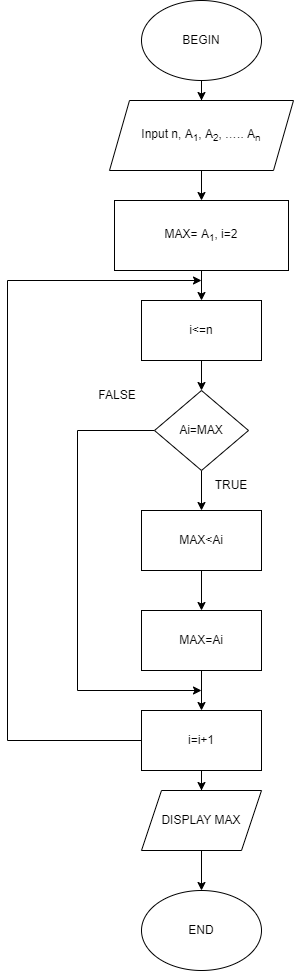 BEGIN
Input n, A1, A2, ..... An
MAX= A1, i=2
i<=n
FALSE
Ai=MAX
TRUE
MAX<Ai
MAX=Ai
i=i+1
DISPLAY MAX
END